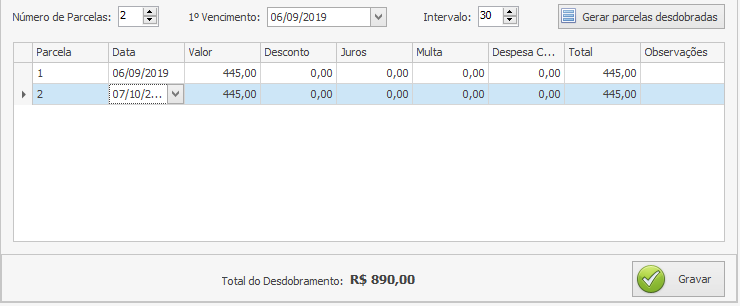 Número de Parcelas: 2 1º Vencimento: 06/09/2019 Intervalo: 30 Gerar parcelas desdobradas
Parcela Data Valor Desconto Juros Multa Despesa C... Total Observações
1 06/09/2019 445,00 0,00 0,00 0,00 0,00 445,00
2 07/10/2... 445,00 0,00 0,00 0,00 0,00 445,00
Total do Desdobramento: R$ 890,00 Gravar